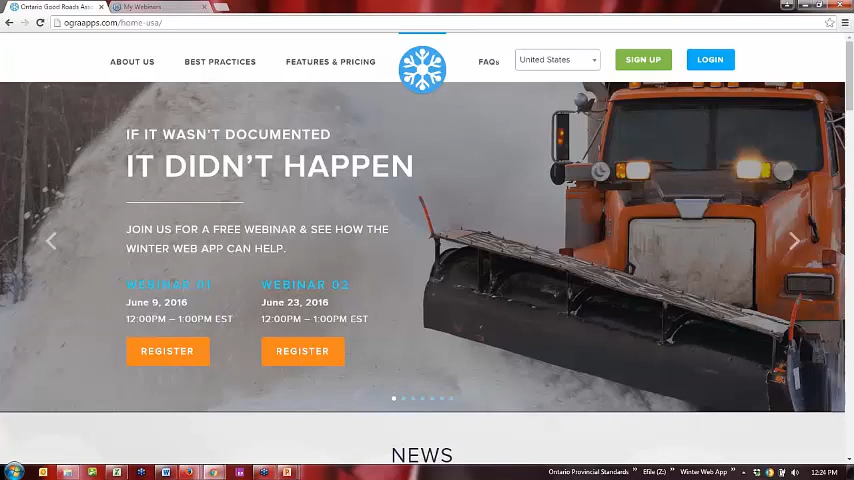 Ontario Good Roads Asso
My Webinars
ograapps.com/home-usa/
ABOUT US
BEST PRACTICES
FEATURES & PRICING
FAQs
United States
SIGN UP
LOGIN
IF IT WASN'T DOCUMENTED
IT DIDN'T HAPPEN
JOIN US FOR A FREE WEBINAR & SEE HOW THE
WINTER WEB APP CAN HELP.
WEBINAR 01
June 9, 2016
12:00PM – 1:00PM EST
REGISTER
WEBINAR 02
June 23, 2016
12:00PM – 1:00PM EST
REGISTER
NEWS
Ontario Provincial Standards
Efile (Z:)
Winter Web App
12:24 PM